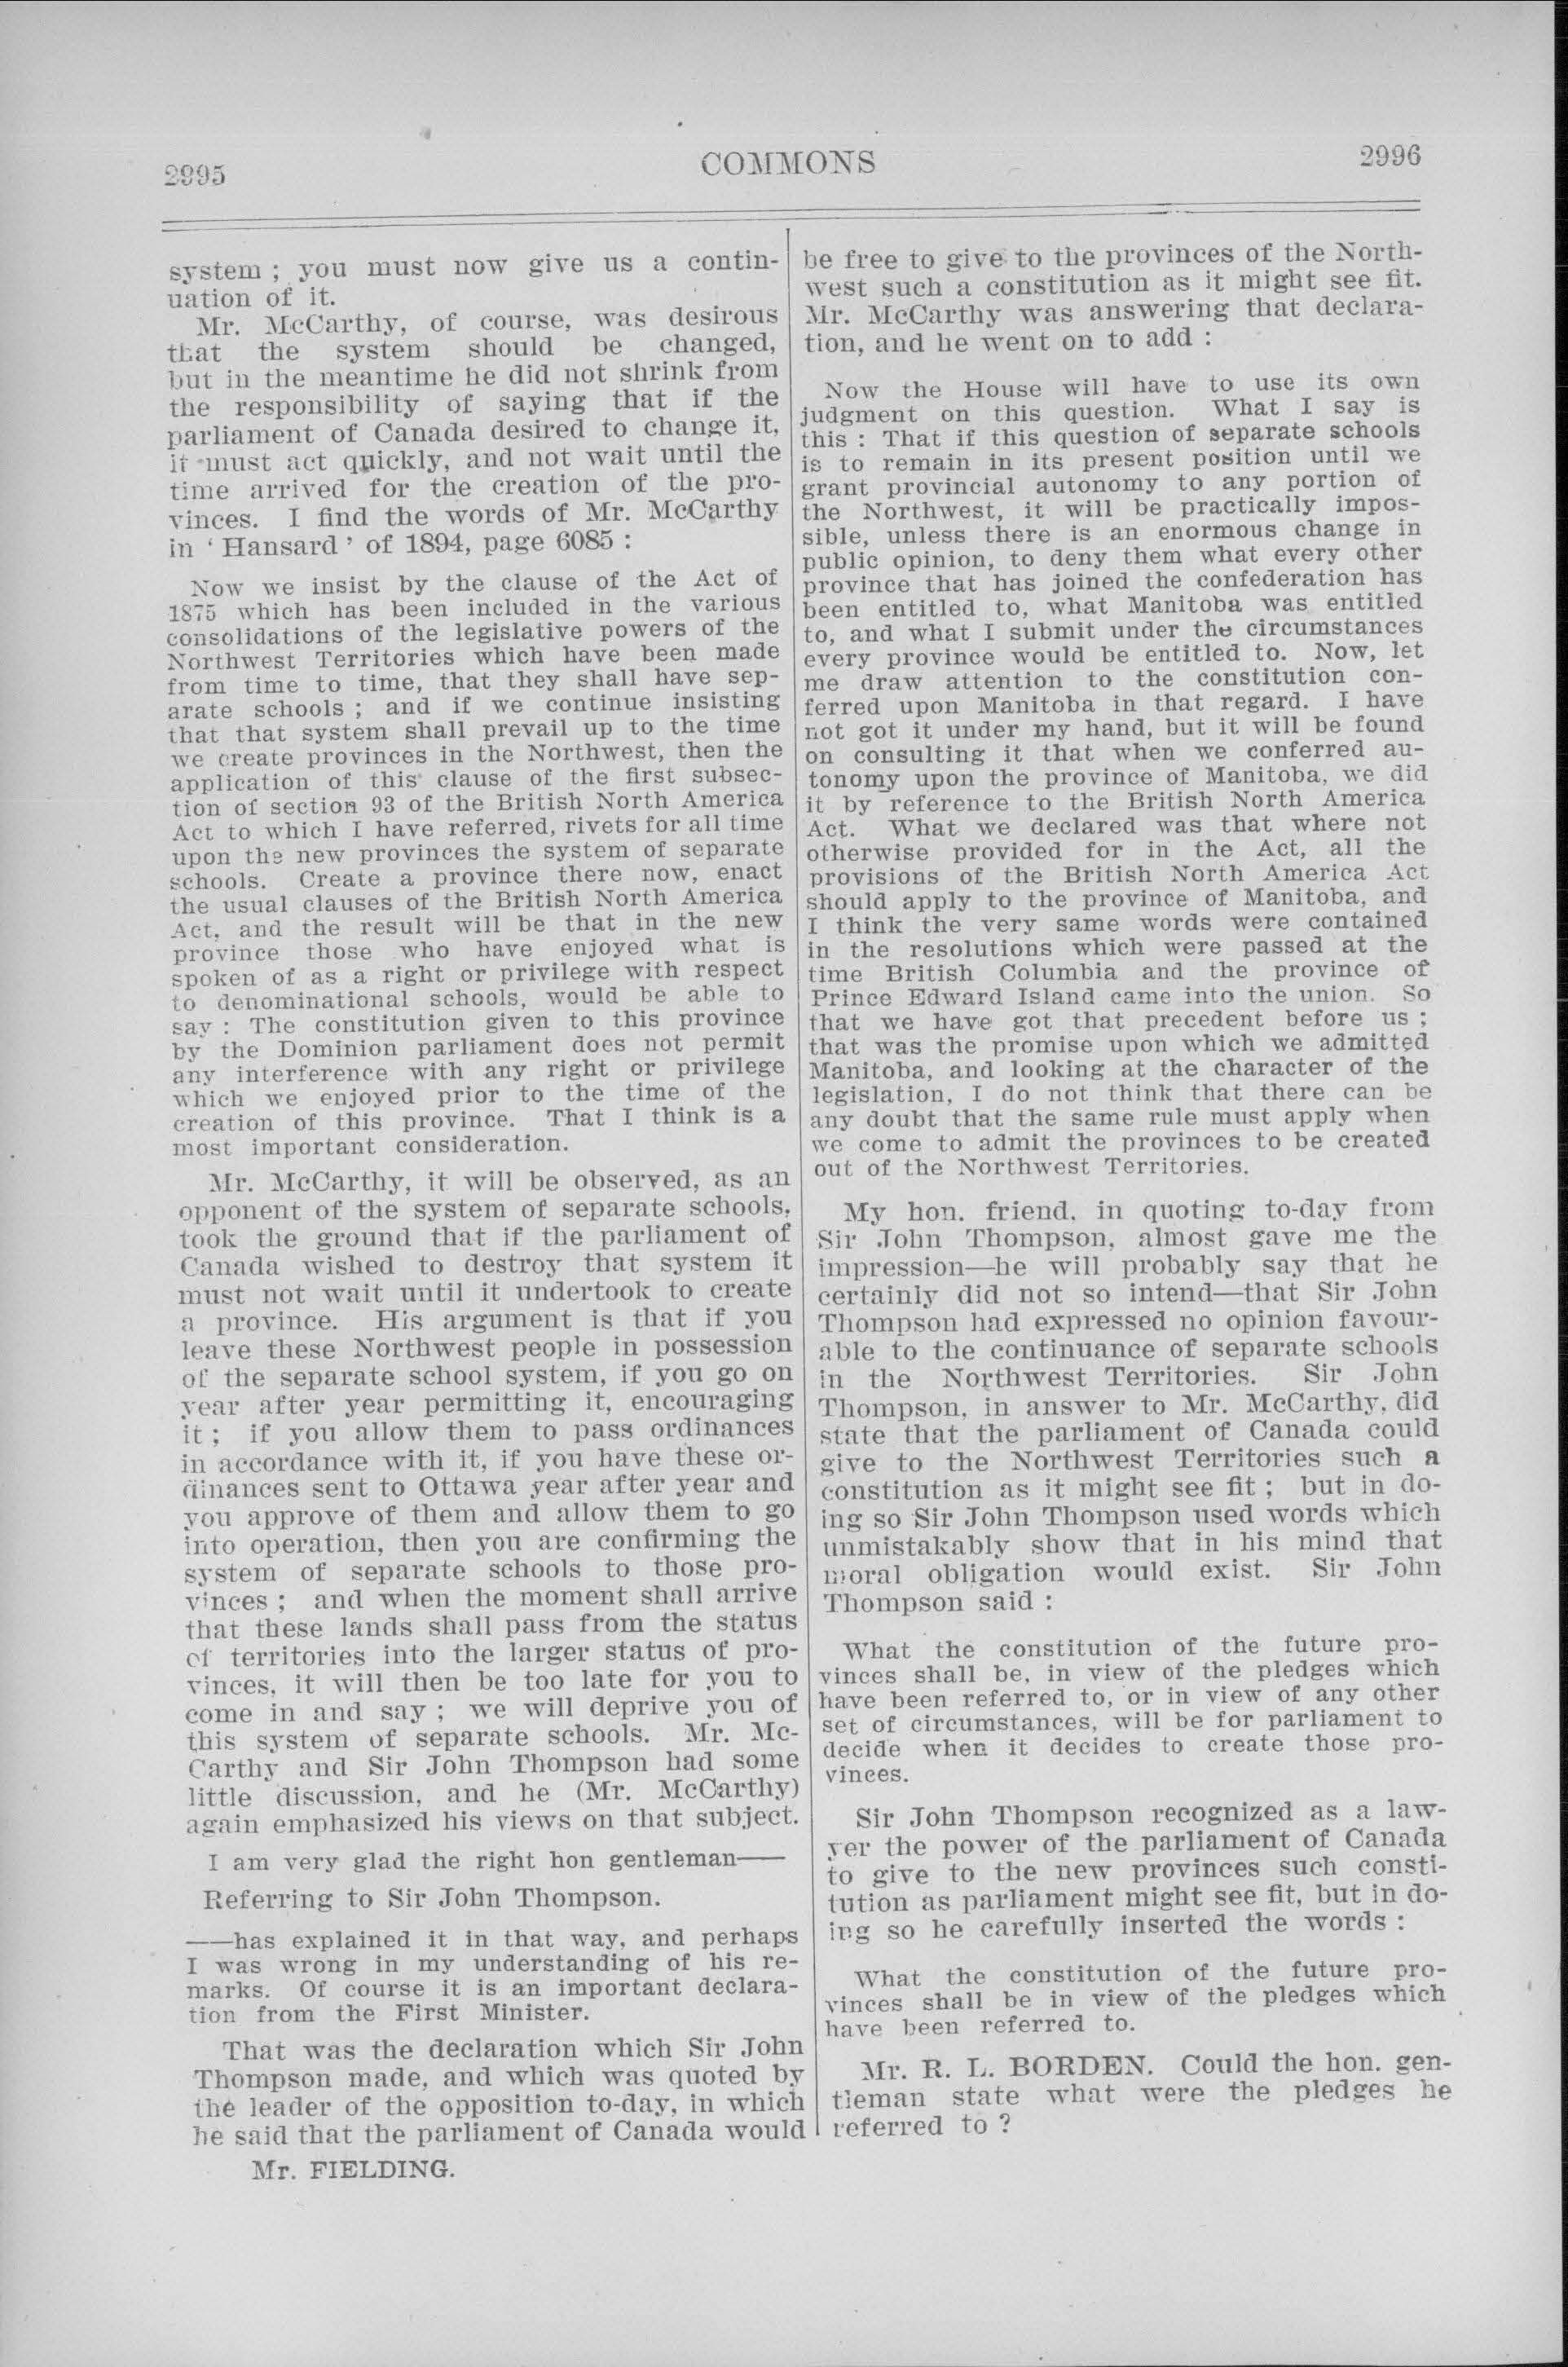 2995
COMMONS
2996
system ; you must now give us a contin-
uation of it.
Mr. McCarthy, of course, was desirous
that the system should be changed,
but in the meantime he did not shrink from
the responsibility of saying that if the
parliament of Canada desired to change it,
it must act quickly, and not wait until the
time arrived for the creation of the pro-
vinces. I find the words of Mr. McCarthy
in ‘ Hansard ’ of 1894, page 6085 :
Now we insist by the clause of the Act of
1875 which has been included in the various
consolidations of the legislative powers of the
Northwest Territories which have been made
from time to time, that they shall have sep-
arate schools ; and if we continue insisting
that that system shall prevail up to the time
we create provinces in the Northwest, then the
application of this clause of the first subsec-
tion of section 93 of the British North America
Act to which I have referred, rivets for all time
upon the new provinces the system of separate
schools. Create a province there now, enact
the usual clauses of the British North America
Act, and the result will be that in the new
province those who have enjoyed what is
spoken of as a right or privilege with respect
to denominational schools, would be able to
say : The constitution given to this province
by the Dominion parliament does not permit
any interference with any right or privilege
which we enjoyed prior to the time of the
creation of this province. That I think is a
most important consideration.
Mr. McCarthy, it will be observed, as an
opponent of the system of separate schools,
took the ground that if the parliament of
Canada wished to destroy that system it
must not wait until it undertook to create
a province. His argument is that if you
leave these Northwest people in possession
of the separate school system, if you go on
year after year permitting it, encouraging
it ; if you allow them to pass ordinances
in accordance with it, if you have these or-
dinances sent to Ottawa year after year and
you approve of them and allow them to go
into operation, then you are confirming the
system of separate schools to those pro-
vinces ; and when the moment shall arrive
that these lands shall pass from the status
of territories into the larger status of pro-
vinces, it will then be too late for you to
come in and say ; we will deprive you of
this system of separate schools. Mr. Mc-
Carthy and Sir John Thompson had some
little discussion, and he (Mr. McCarthy)
again emphasized his views on that subject.
I am very glad the right hon gentleman——
Referring to Sir John Thompson.
——has explained it in that way, and perhaps
I was wrong in my understanding of his re-
marks. Of course it is an important declara-
tion from the First Minister.
That was the declaration which Sir John
Thompson made, and which was quoted by
the leader of the opposition to-day, in which
he said that the parliament of Canada would
Mr. FIELDING.
be free to give to the provinces of the North-
west such a constitution as it might see fit.
Mr. McCarthy was answering that declara-
tion, and he went on to add :
Now the House will have to use its own
judgment on this question. What I say is
this : That if this question of separate schools
is to remain in its present position until we
grant provincial autonomy to any portion of
the Northwest, it will be practically impos-
sible, unless there is an enormous change in
public opinion, to deny them what every other
province that has joined the confederation has
been entitled to, what Manitoba was entitled
to, and what I submit under the circumstances
every province would be entitled to. Now, let
me draw attention to the constitution con-
ferred upon Manitoba in that regard. I have
not got it under my hand, but it will be found
on consulting it that when we conferred au-
tonomy upon the province of Manitoba, we did
it by reference to the British North America
Act. What we declared was that where not
otherwise provided for in the Act, all the
provisions of the British North America Act
should apply to the province of Manitoba, and
I think the very same words were contained
in the resolutions which were passed at the
time British Columbia and the province of
Prince Edward Island came into the union. So
that we have got that precedent before us ;
that was the promise upon which we admitted
Manitoba, and looking at the character of the
legislation, I do not think that there can be
any doubt that the same rule must apply when
we come to admit the provinces to be created
out of the Northwest Territories.
My hon. friend, in quoting to-day from
Sir John Thompson, almost gave me the
impression—he will probably say that he
certainly did not so intend—that Sir John
Thompson had expressed no opinion favour-
able to the continuance of separate schools
in the Northwest Territories. Sir John
Thompson, in answer to Mr. McCarthy, did
state that the parliament of Canada could
give to the Northwest Territories such a
constitution as it might see fit ; but in do-
ing so Sir John Thompson used words which
unmistakably show that in his mind that
moral obligation would exist. Sir John
Thompson said :
What the constitution of the future pro-
vinces shall be, in view of the pledges which
have been referred to, or in view of any other
set of circumstances, will be for parliament to
decide when it decides to create those pro-
vinces.
Sir John Thompson recognized as a law-
yer the power of the parliament of Canada
to give to the new provinces such consti-
tution as parliament might see fit, but in do-
ing so he carefully inserted the words :
What the constitution of the future pro-
vinces shall be in view of the pledges which
have been referred to.
Mr. R. L. BORDEN. Could the hon. gen-
tleman state what were the pledges he
referred to ?